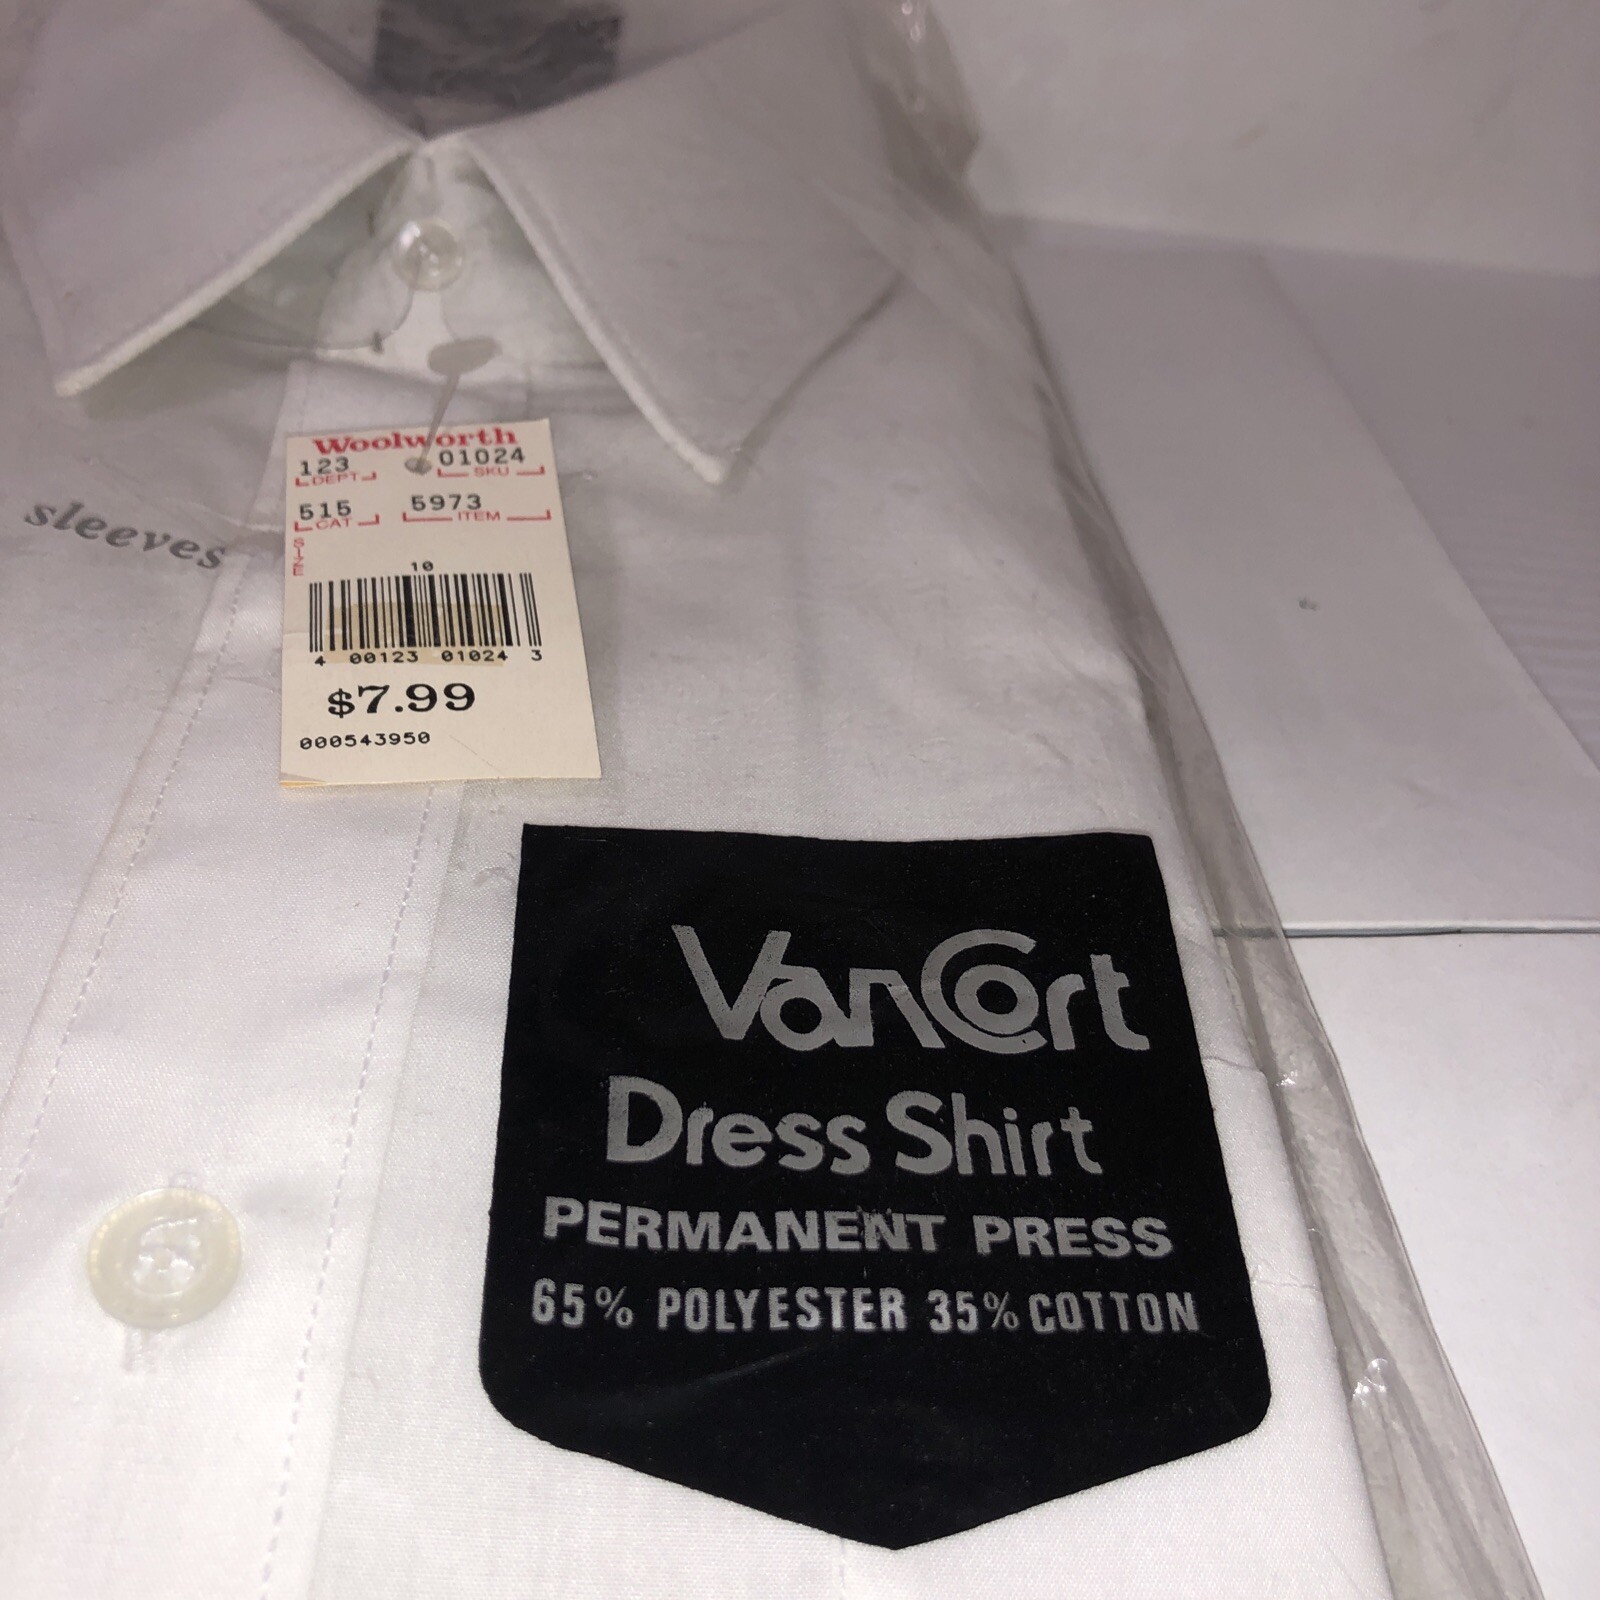 Woolworth
123 01024
DEPT SKU
515 5973
CAT ITEM
SIZE
10
4 00123 01024 3
$7.99
000543950
sleeves
VanCort
Dress Shirt
PERMANENT PRESS
65% POLYESTER 35% COTTON